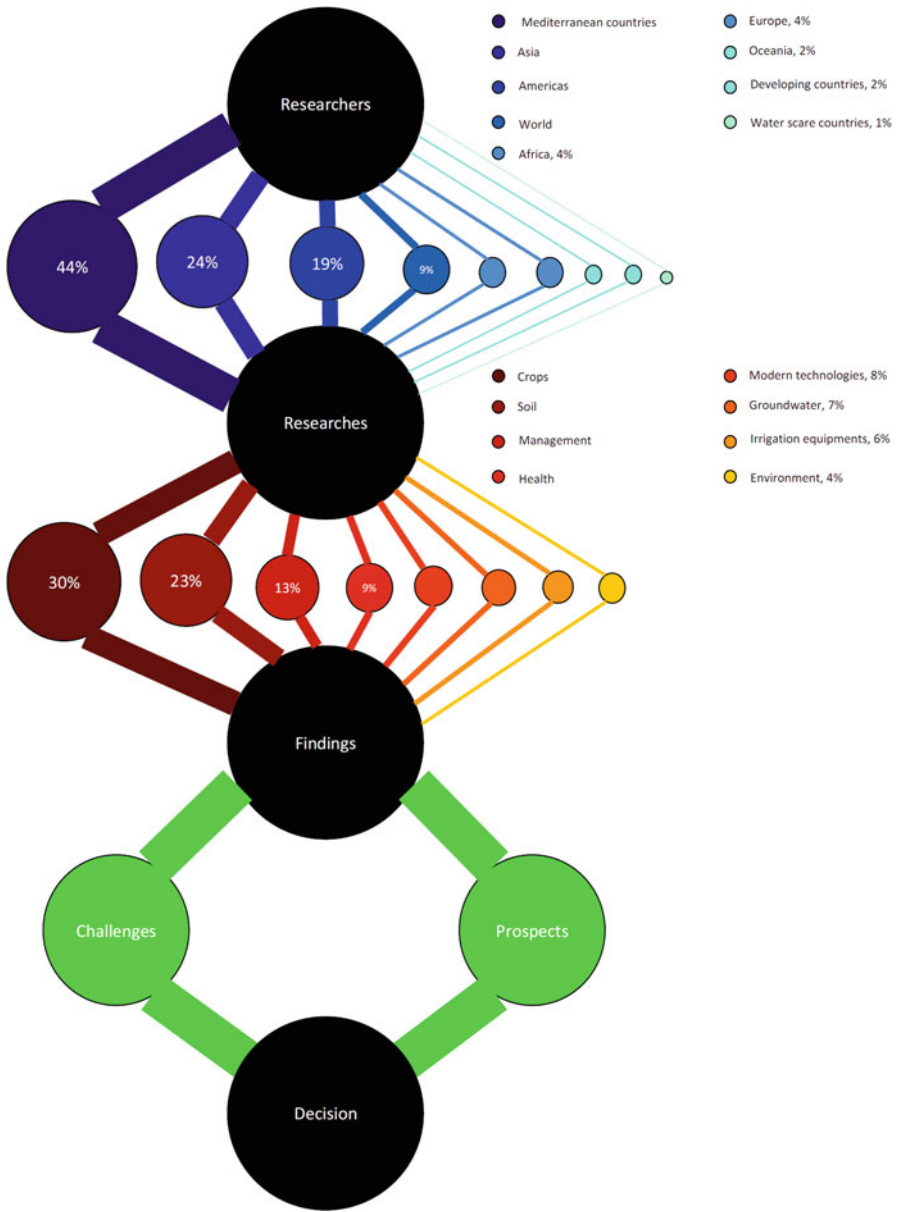 Researchers
Mediterranean countries
Asia
Americas
World
Africa, 4%
Europe, 4%
Oceania, 2%
Developing countries, 2%
Water scare countries, 1%
44%
24%
19%
9%
Researches
Crops
Soil
Management
Health
Modern technologies, 8%
Groundwater, 7%
Irrigation equipments, 6%
Environment, 4%
30%
23%
13%
9%
Findings
Challenges
Prospects
Decision